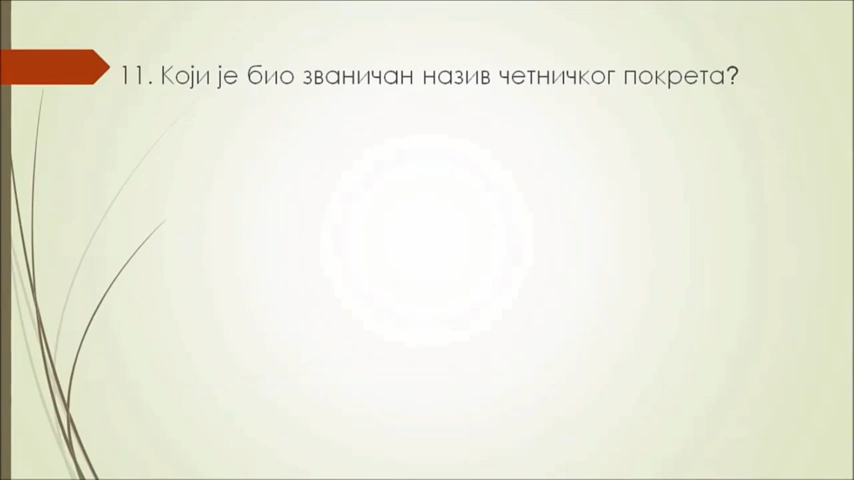 11. Који је био званичан назив четничког покрета?